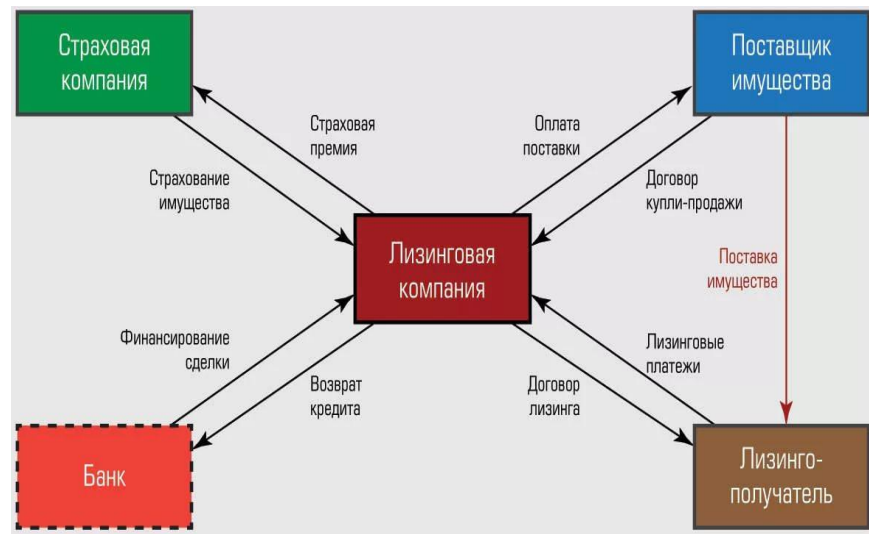 Страховая
компания
Поставщик
имущества
Страховая
премия
Оплата
поставки
Страхование
имущества
Договор
купли-продажи
Лизинговая
компания
Поставка
имущества
Финансирование
сделки
Лизинговые
платежи
Возврат
кредита
Договор
лизинга
Банк
Лизинго-
получатель